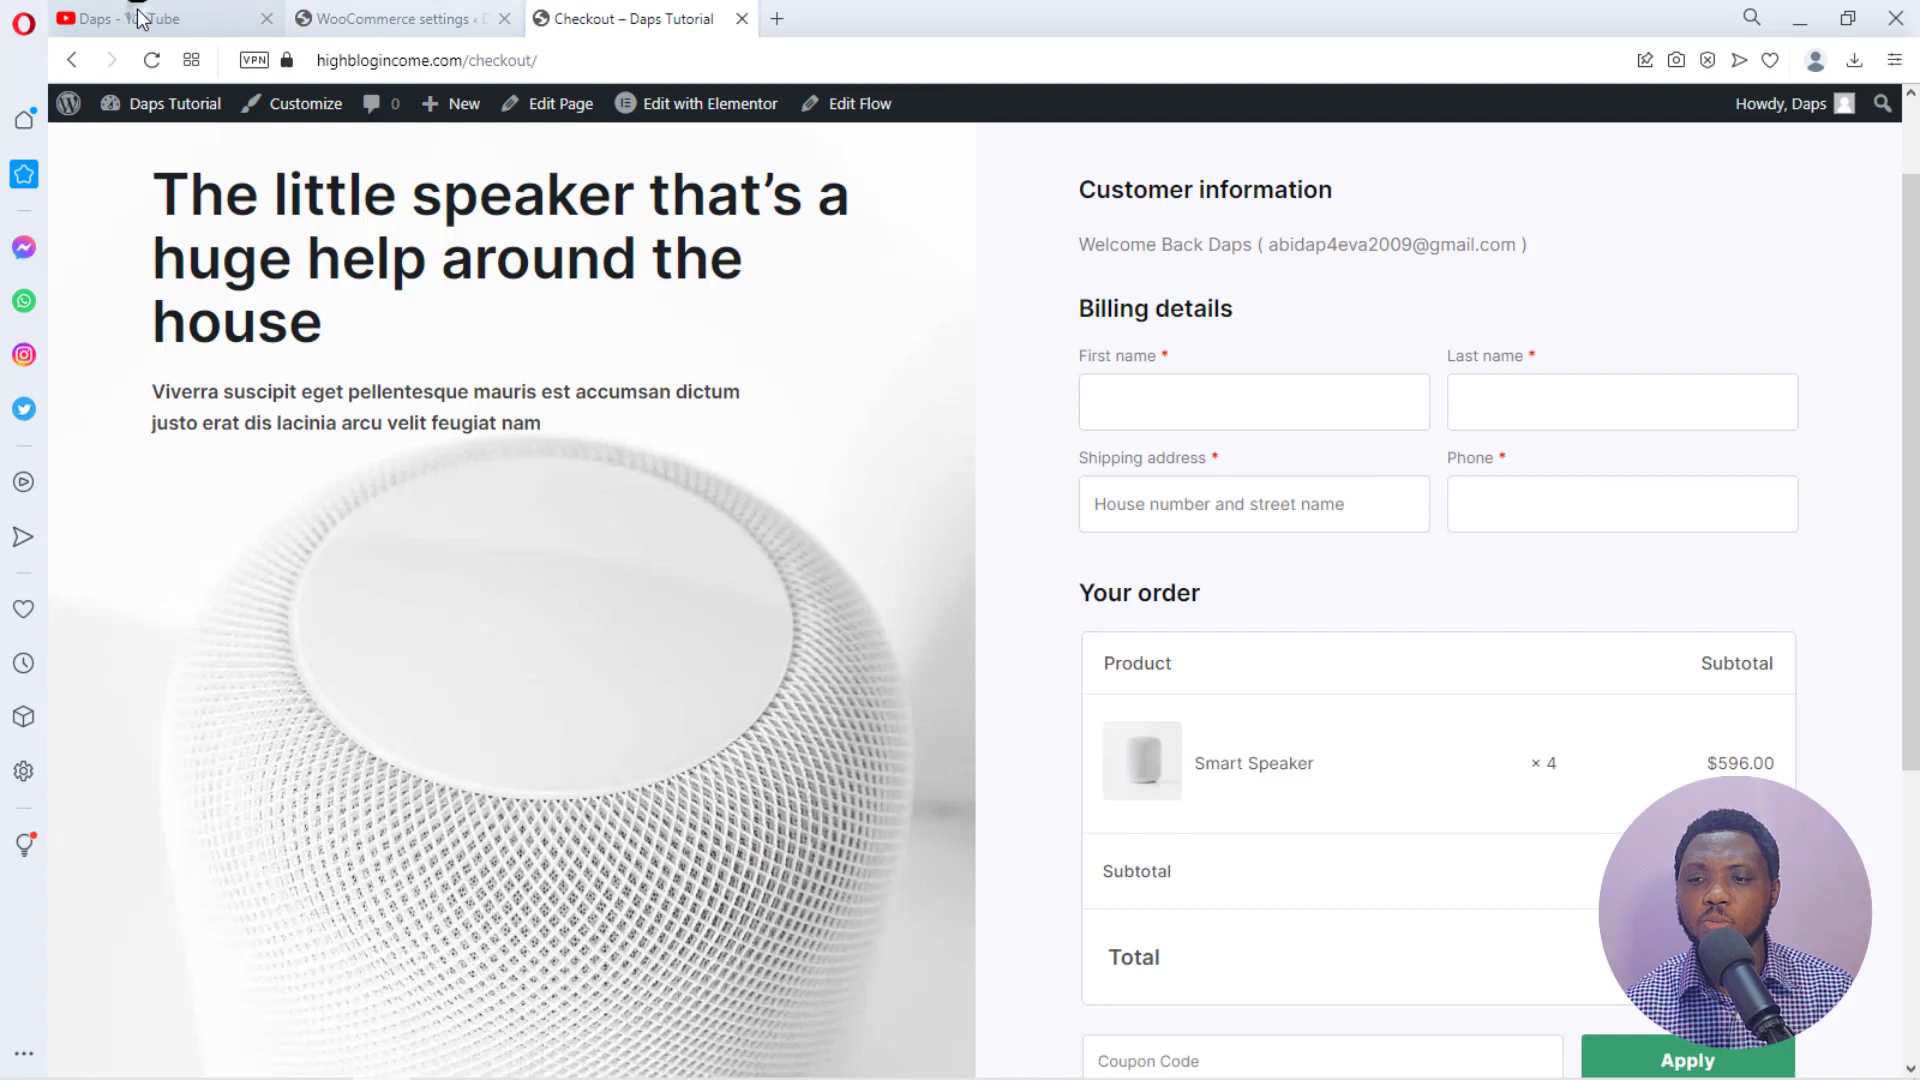 Daps - YouTube
WooCommerce settings ‹ D
Checkout – Daps Tutorial
VPN
highblogincome.com/checkout/
Daps Tutorial
Customize
0
New
Edit Page
Edit with Elementor
Edit Flow
Howdy, Daps
The little speaker that’s a
huge help around the
house
Viverra suscipit eget pellentesque mauris est accumsan dictum
justo erat dis lacinia arcu velit feugiat nam
Customer information
Welcome Back Daps ( abidap4eva2009@gmail.com )
Billing details
First name *
Last name *
Shipping address *
Phone *
House number and street name
Your order
Product
Subtotal
Smart Speaker
× 4
$596.00
Subtotal
Total
Coupon Code
Apply